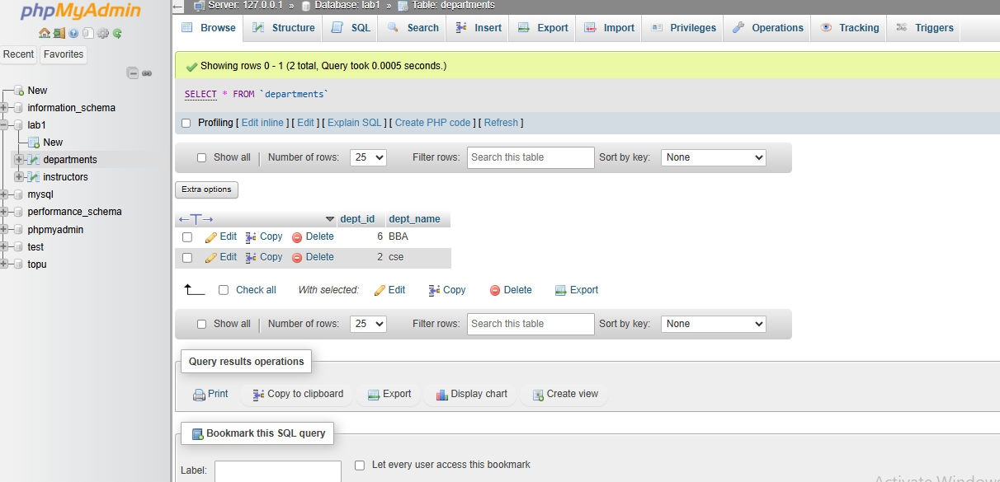 phpMyAdmin
Server: 127.0.0.1 » Database: lab1 » Table: departments
Browse Structure SQL Search Insert Export Import Privileges Operations Tracking Triggers
Recent Favorites
New
information_schema
lab1
New
departments
instructors
mysql
performance_schema
phpmyadmin
test
topu
Showing rows 0 - 1 (2 total, Query took 0.0005 seconds.)
SELECT * FROM `departments`
Profiling [ Edit inline ] [ Edit ] [ Explain SQL ] [ Create PHP code ] [ Refresh ]
Show all | Number of rows: 25 Filter rows: Search this table Sort by key: None
Extra options
←T→ dept_id dept_name
Edit Copy Delete 6 BBA
Edit Copy Delete 2 cse
Check all With selected: Edit Copy Delete Export
Show all | Number of rows: 25 Filter rows: Search this table Sort by key: None
Query results operations
Print Copy to clipboard Export Display chart Create view
Bookmark this SQL query
Label: Let every user access this bookmark
Activate Windows